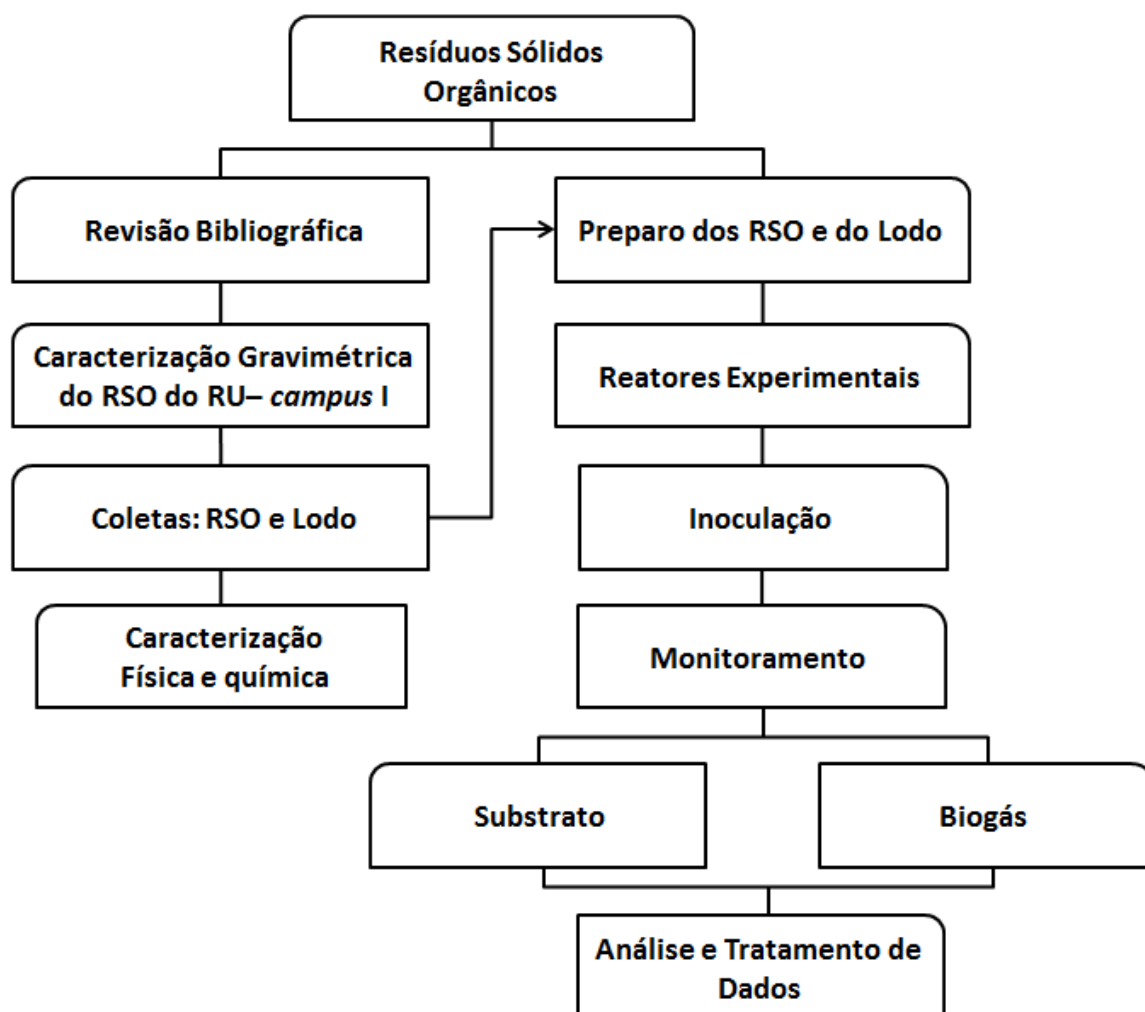 Resíduos Sólidos
Orgânicos
Revisão Bibliográfica
Caracterização Gravimétrica
do RSO do RU– campus I
Coletas: RSO e Lodo
Caracterização
Física e química
Preparo dos RSO e do Lodo
Reatores Experimentais
Inoculação
Monitoramento
Substrato
Biogás
Análise e Tratamento de
Dados